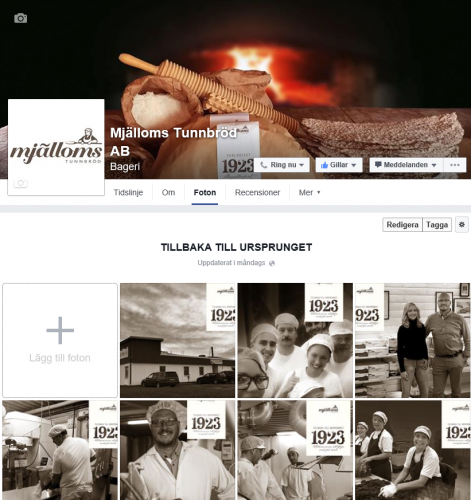 mjälloms
TUNNBRÖD
Mjälloms Tunnbröd
AB
Bageri
1923
Ring nu
Gillar
Meddelanden
Tidslinje
Om
Foton
Recensioner
Mer
Redigera
Tagga
TILLBAKA TILL URSPRUNGET
Uppdaterat i måndags
Lägg till foton
mjälloms
1923
mjälloms
1923
mjälloms
1923
mjälloms
1923
mjälloms
1923
mjälloms
1923
mjälloms
1923